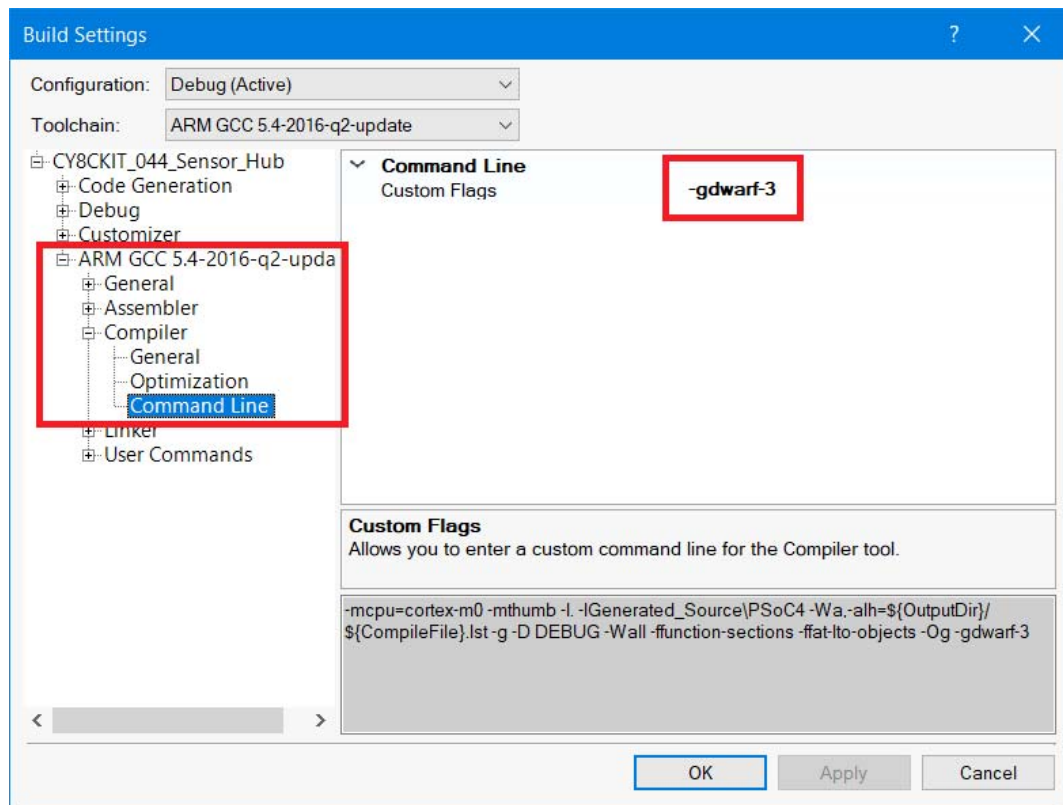 Build Settings
Configuration: Debug (Active)
Toolchain: ARM GCC 5.4-2016-q2-update
CY8CKIT_044_Sensor_Hub
Code Generation
Debug
Customizer
ARM GCC 5.4-2016-q2-upda
General
Assembler
Compiler
General
Optimization
Command Line
Linker
User Commands
Command Line
Custom Flags -gdwarf-3
Custom Flags
Allows you to enter a custom command line for the Compiler tool.
-mcpu=cortex-m0 -mthumb -I. -IGenerated_Source\PSoC4 -Wa,-alh=${OutputDir}/
${CompileFile}.lst -g -D DEBUG -Wall -ffunction-sections -ffat-lto-objects -Og -gdwarf-3
OK Apply Cancel